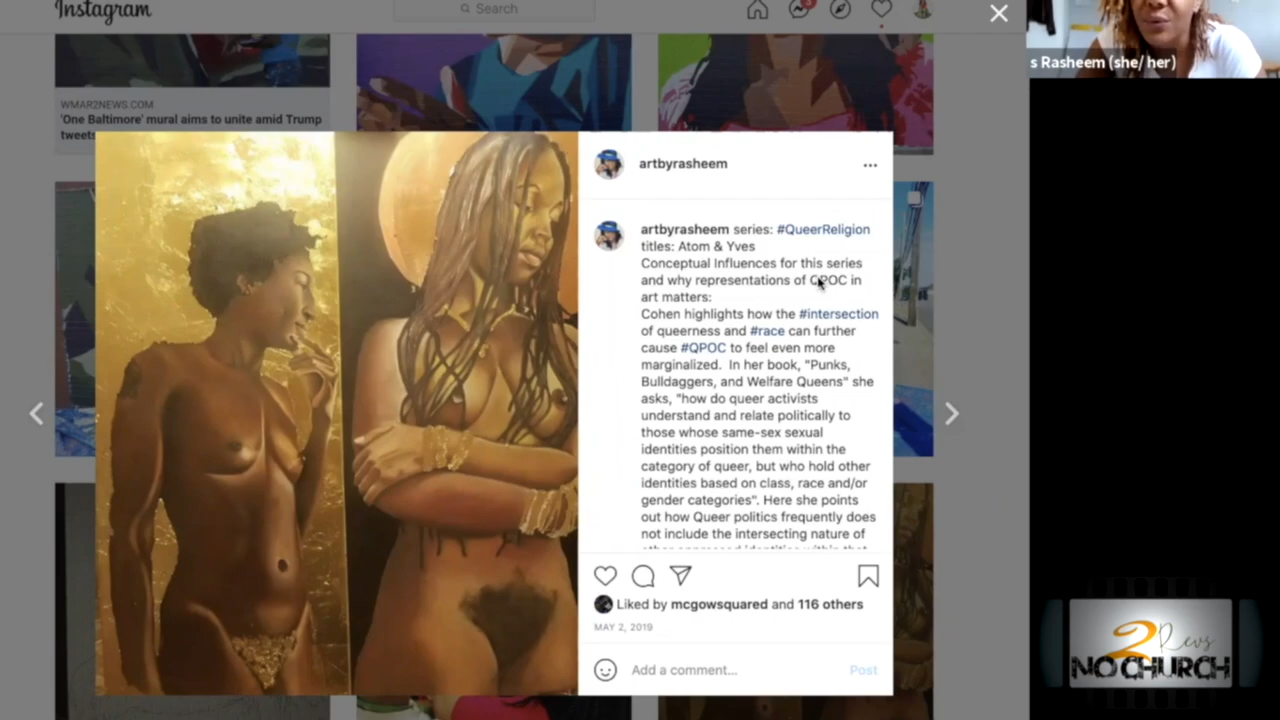 Instagram
Search
3
s Rasheem (she/ her)
WMAR2NEWS.COM
'One Baltimore' mural aims to unite amid Trump
tweets
artbyrasheem
artbyrasheem series: #QueerReligion
titles: Atom & Yves
Conceptual Influences for this series
and why representations of QPOC in
art matters:
Cohen highlights how the #intersection
of queerness and #race can further
cause #QPOC to feel even more
marginalized. In her book, "Punks,
Bulldaggers, and Welfare Queens" she
asks, "how do queer activists
understand and relate politically to
those whose same-sex sexual
identities position them within the
category of queer, but who hold other
identities based on class, race and/or
gender categories". Here she points
out how Queer politics frequently does
not include the intersecting nature of
other oppressed identities within that
Liked by mcgowsquared and 116 others
MAY 2, 2019
Add a comment... Post
2 Revs
NO CHURCH